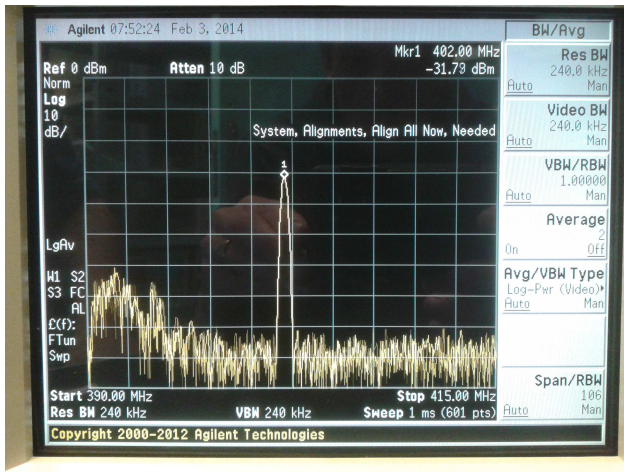 Agilent 07:52:24 Feb 3, 2014
BW/Avg
Mkr1 402.00 MHz
Ref 0 dBm Atten 10 dB -31.73 dBm
Norm
Log
10
dB/
System, Alignments, Align All Now, Needed
1
LgAv
W1 S2
S3 FC
AL
£(f):
FTun
Swp
Start 390.00 MHz Stop 415.00 MHz
Res BW 240 kHz VBW 240 kHz Sweep 1 ms (601 pts)
Copyright 2000-2012 Agilent Technologies
Res BW
240.0 kHz
Auto Man
Video BW
240.0 kHz
Auto Man
VBW/RBW
1.00000
Auto Man
Average
2
On Off
Avg/VBW Type
Log-Pwr (Video)
Auto Man
Span/RBW
106
Auto Man